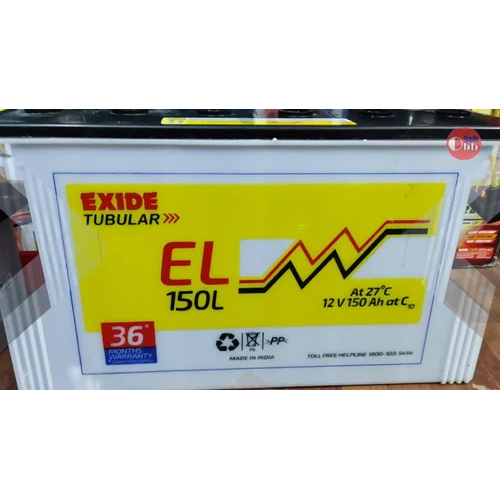 EXIDE
TUBULAR >>>
EL
150L
At 27°C
12 V 150 Ah at C10
36*
MONTHS
WARRANTY
>PP<
MADE IN INDIA
TOLL FREE HELPLINE 1800-103-5454
Obb